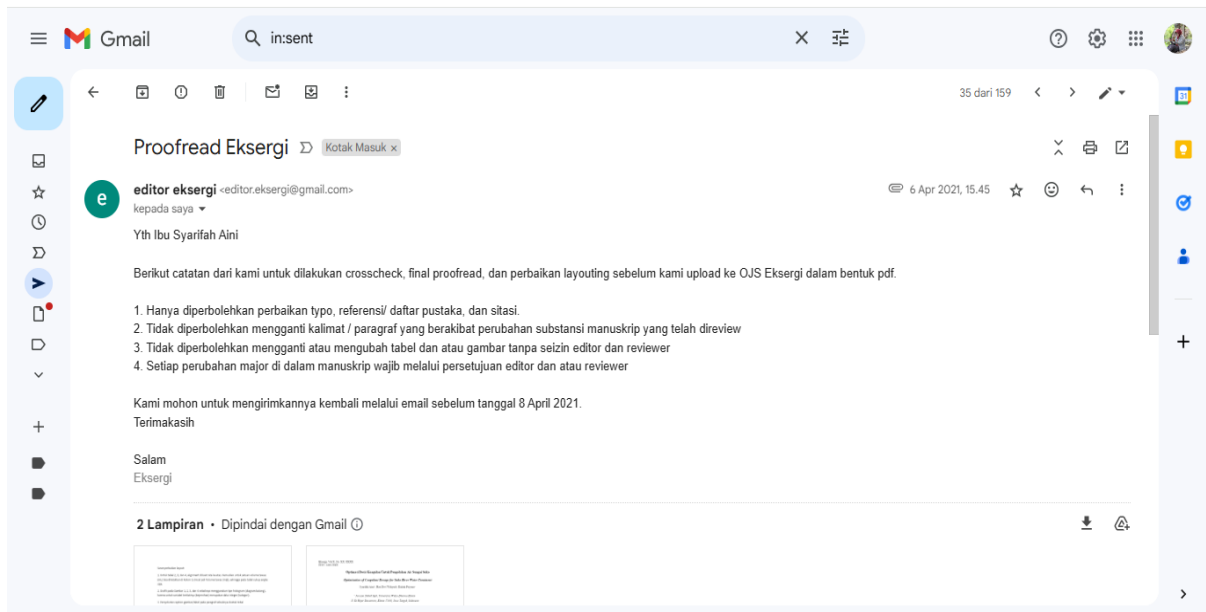 Gmail
in:sent
35 dari 159
31
Proofread Eksergi
Kotak Masuk ×
e
editor eksergi <editor.eksergi@gmail.com>
6 Apr 2021, 15.45
kepada saya
Yth Ibu Syarifah Aini
Berikut catatan dari kami untuk dilakukan crosscheck, final proofread, dan perbaikan layouting sebelum kami upload ke OJS Eksergi dalam bentuk pdf.
1. Hanya diperbolehkan perbaikan typo, referensi/ daftar pustaka, dan sitasi.
2. Tidak diperbolehkan mengganti kalimat / paragraf yang berakibat perubahan substansi manuskrip yang telah direview
3. Tidak diperbolehkan mengganti atau mengubah tabel dan atau gambar tanpa seizin editor dan reviewer
4. Setiap perubahan major di dalam manuskrip wajib melalui persetujuan editor dan atau reviewer
Kami mohon untuk mengirimkannya kembali melalui email sebelum tanggal 8 April 2021.
Terimakasih
Salam
Eksergi
2 Lampiran • Dipindai dengan Gmail